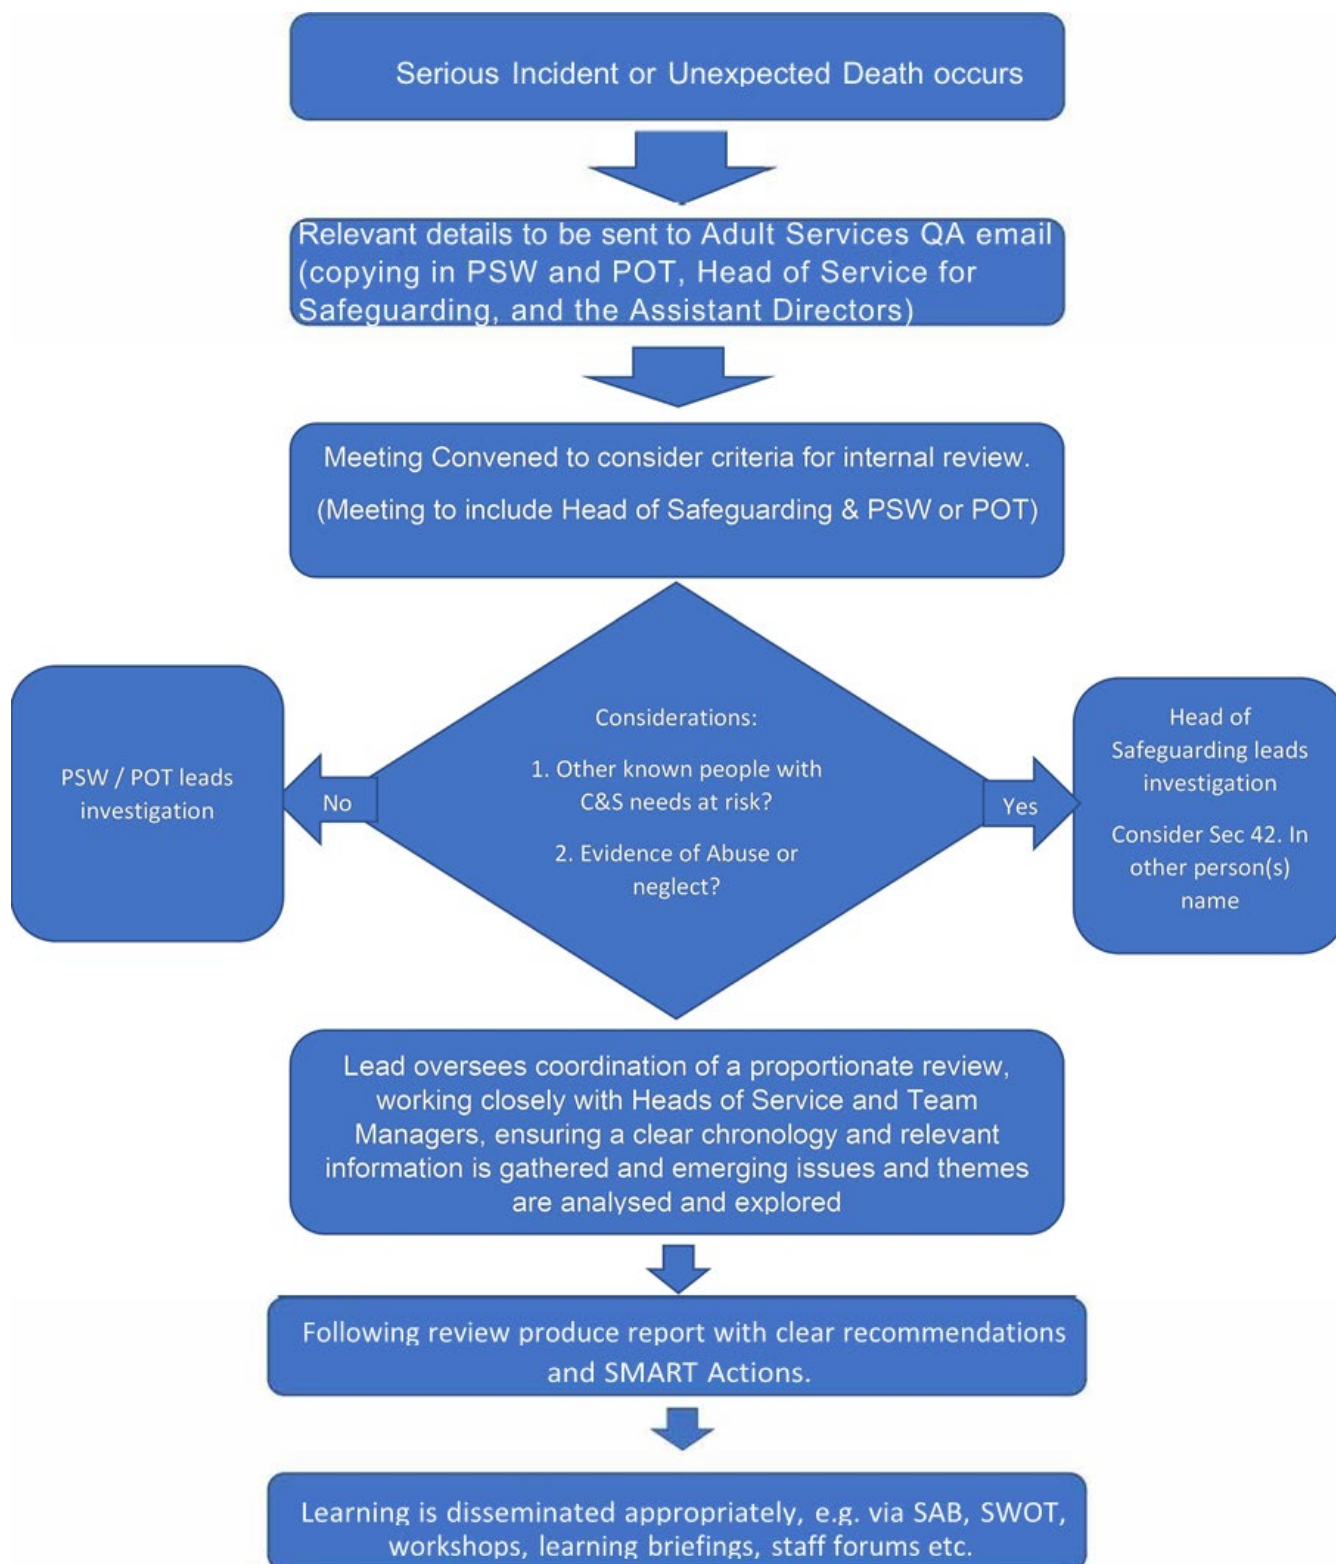 Serious Incident or Unexpected Death occurs
Relevant details to be sent to Adult Services QA email
(copying in PSW and POT, Head of Service for
Safeguarding, and the Assistant Directors)
Meeting Convened to consider criteria for internal review.
(Meeting to include Head of Safeguarding & PSW or POT)
Considerations:
1. Other known people with
C&S needs at risk?
2. Evidence of Abuse or
neglect?
No
PSW / POT leads
investigation
Yes
Head of
Safeguarding leads
investigation
Consider Sec 42. In
other person(s)
name
Lead oversees coordination of a proportionate review,
working closely with Heads of Service and Team
Managers, ensuring a clear chronology and relevant
information is gathered and emerging issues and themes
are analysed and explored
Following review produce report with clear recommendations
and SMART Actions.
Learning is disseminated appropriately, e.g. via SAB, SWOT,
workshops, learning briefings, staff forums etc.